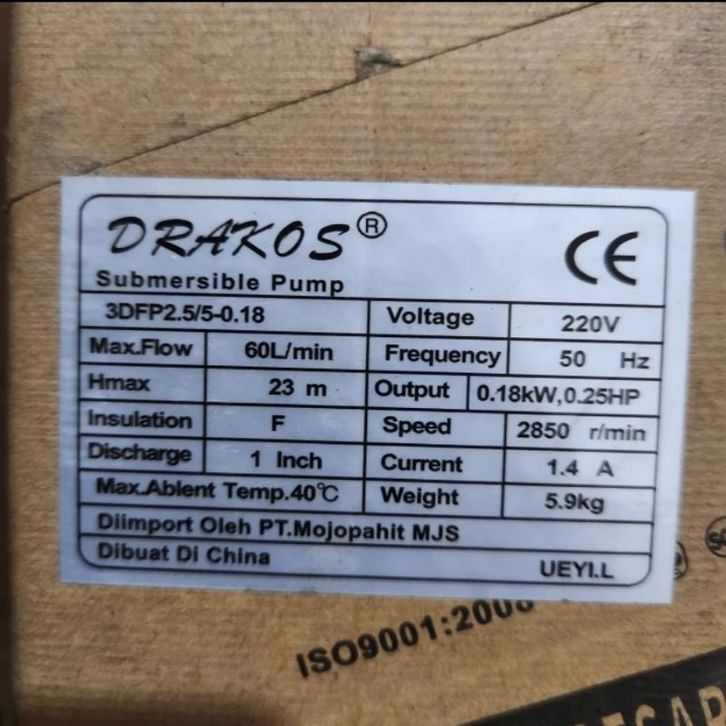 DRAKOS®
CE
Submersible Pump
3DFP2.5/5-0.18 Voltage 220V
Max.Flow 60L/min Frequency 50 Hz
Hmax 23 m Output 0.18kW,0.25HP
Insulation F Speed 2850 r/min
Discharge 1 Inch Current 1.4 A
Max.Ablent Temp.40℃ Weight 5.9kg
Diimport Oleh PT.Mojopahit MJS
Dibuat Di China UEYI.L
ISO9001:2008